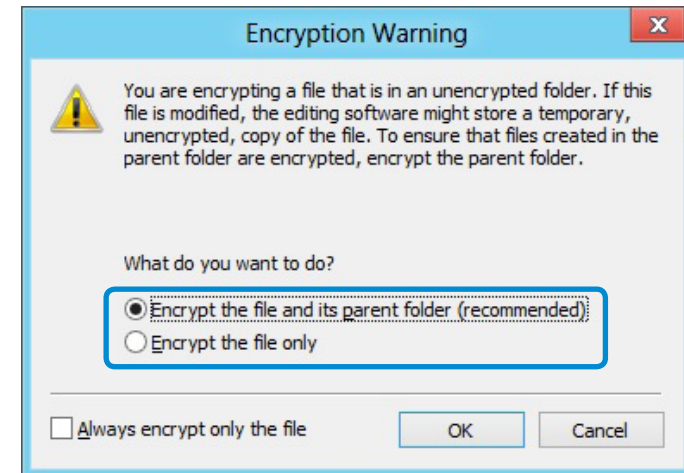 Encryption Warning
You are encrypting a file that is in an unencrypted folder. If this
file is modified, the editing software might store a temporary,
unencrypted, copy of the file. To ensure that files created in the
parent folder are encrypted, encrypt the parent folder.
What do you want to do?
Encrypt the file and its parent folder (recommended)
Encrypt the file only
Always encrypt only the file
OK
Cancel